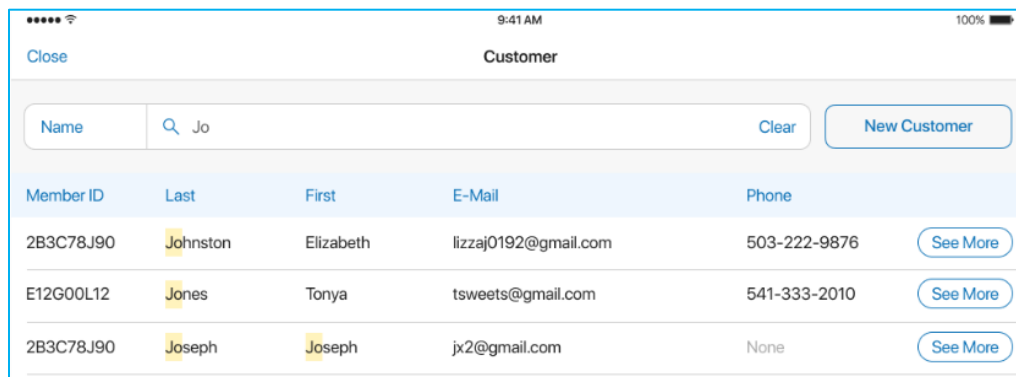 9:41 AM 100%
Close Customer
Name Jo Clear New Customer
Member ID Last First E-Mail Phone
2B3C78J90 Johnston Elizabeth lizzaj0192@gmail.com 503-222-9876 See More
E12G00L12 Jones Tonya tsweets@gmail.com 541-333-2010 See More
2B3C78J90 Joseph Joseph jx2@gmail.com None See More